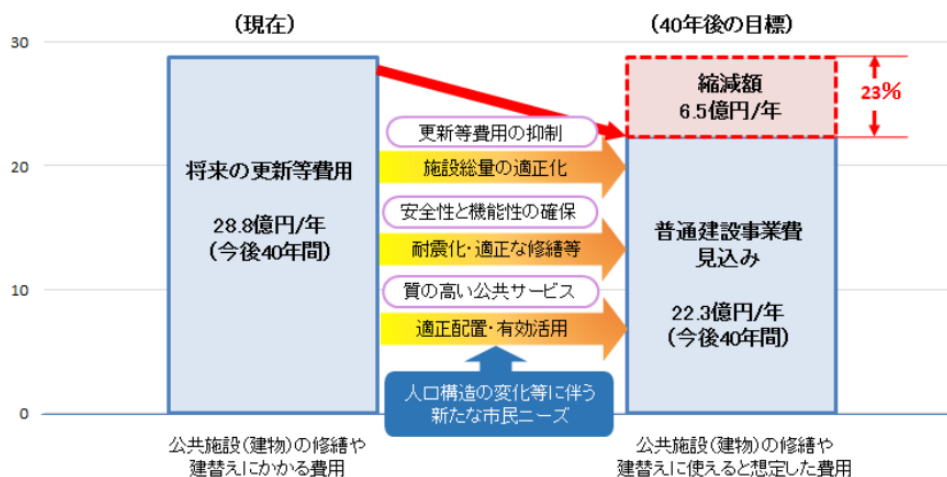 (現在)
(40年後の目標)
30
20
10
0
将来の更新等費用
28.8億円/年
(今後40年間)
更新等費用の抑制
施設総量の適正化
安全性と機能性の確保
耐震化・適正な修繕等
質の高い公共サービス
適正配置・有効活用
人口構造の変化等に伴う
新たな市民ニーズ
縮減額
6.5億円/年
23%
普通建設事業費
見込み
22.3億円/年
(今後40年間)
公共施設(建物)の修繕や
建替えにかかる費用
公共施設(建物)の修繕や
建替えに使えると想定した費用